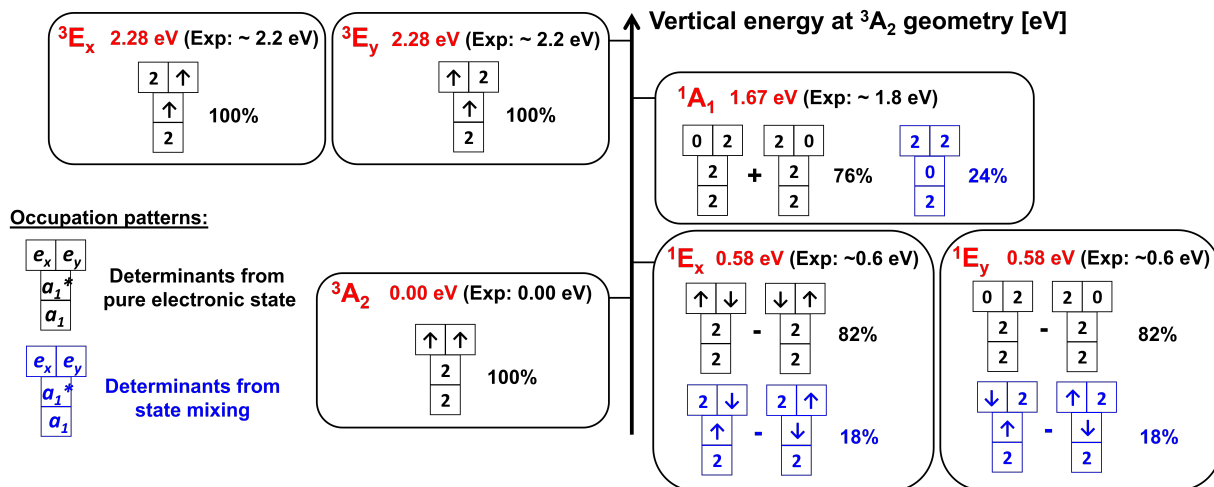 Vertical energy at ³A₂ geometry [eV]
³Eₓ 2.28 eV (Exp: ~ 2.2 eV)
2 ↑
↑
2
100%
³Eᵧ 2.28 eV (Exp: ~ 2.2 eV)
↑ 2
↑
2
100%
¹A₁ 1.67 eV (Exp: ~ 1.8 eV)
0 2 2 0 2 2
2 + 2 76% 0 24%
2 2 2
Occupation patterns:
eₓ eᵧ
a₁*
a₁
Determinants from
pure electronic state
eₓ eᵧ
a₁*
a₁
Determinants from
state mixing
³A₂ 0.00 eV (Exp: 0.00 eV)
↑ ↑
2
2
100%
¹Eₓ 0.58 eV (Exp: ~0.6 eV)
↑ ↓ ↓ ↑
2 - 2 82%
2 2
2 ↓ 2 ↑
↑ - ↓ 18%
2 2
¹Eᵧ 0.58 eV (Exp: ~0.6 eV)
0 2 2 0
2 - 2 82%
2 2
↓ 2 ↑ 2
↑ - ↓ 18%
2 2